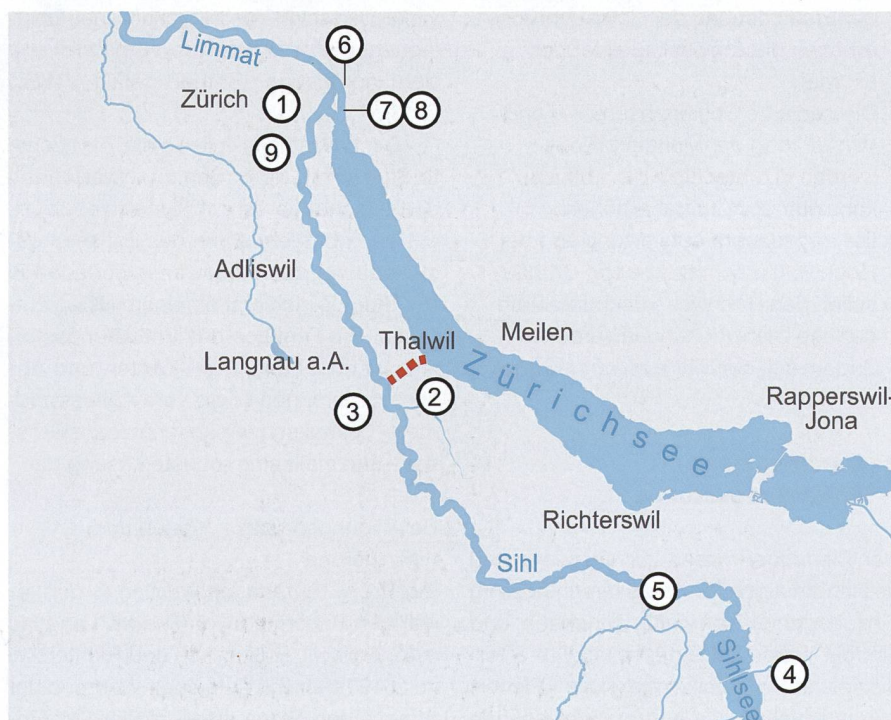 Limmat
6
Zürich
1
7
8
9
Adliswil
Thalwil
Meilen
Langnau a.A.
Zürichsee
2
3
Rapperswil-
Jona
Richterswil
Sihl
5
Sihlsee
4